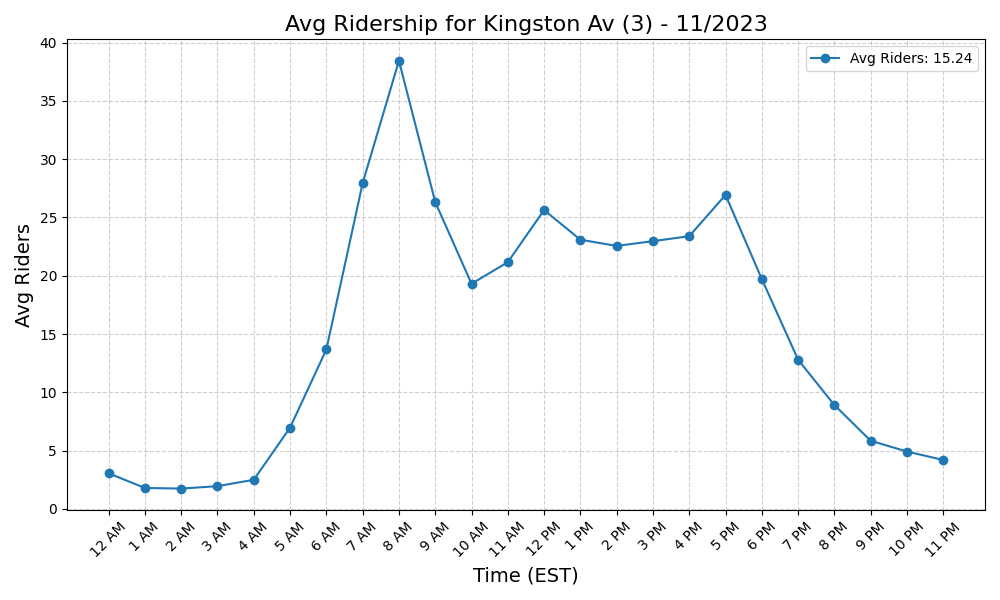 Avg Ridership for Kingston Av (3) - 11/2023
Avg Riders: 15.24
Avg Riders
40
35
30
25
20
15
10
5
0
12 AM
1 AM
2 AM
3 AM
4 AM
5 AM
6 AM
7 AM
8 AM
9 AM
10 AM
11 AM
12 PM
1 PM
2 PM
3 PM
4 PM
5 PM
6 PM
7 PM
8 PM
9 PM
10 PM
11 PM
Time (EST)